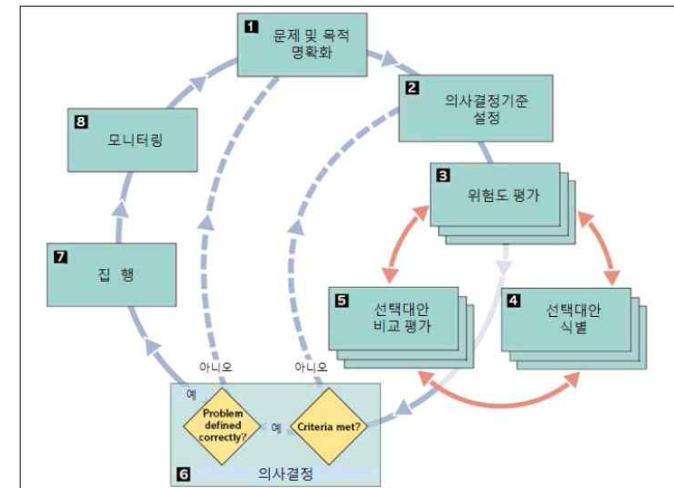 1
문제 및 목적
명확화
2
의사결정기준
설정
3
위험도 평가
4
선택대안
식별
5
선택대안
비교 평가
6
의사결정
Criteria met?
아니오
예
Problem
defined
correctly?
아니오
예
7
집 행
8
모니터링